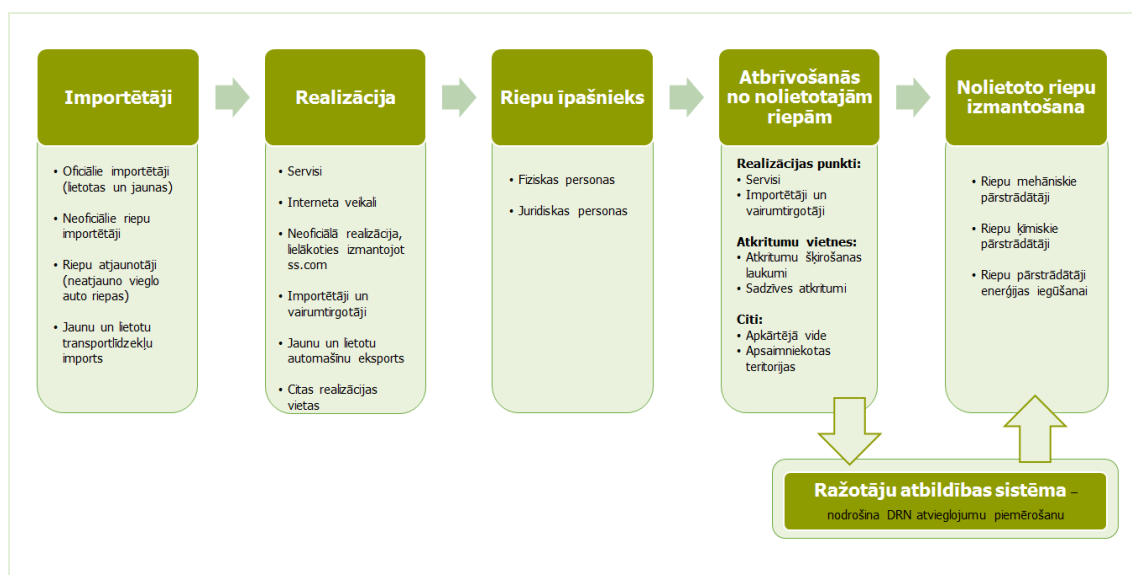 Importētāji
• Oficiālie importētāji
(lietotas un jaunas)
• Neoficiālie riepu
importētāji
• Riepu atjaunotāji
(neatjauno vieglo
auto riepas)
• Jaunu un lietotu
transportlīdzekļu
imports
Realizācija
• Servisi
• Interneta veikali
• Neoficiālā realizācija,
lielākoties izmantojot
ss.com
• Importētāji un
vairumtirgotāji
• Jaunu un lietotu
automašīnu eksports
• Citas realizācijas
vietas
Riepu īpašnieks
• Fiziskas personas
• Juridiskas personas
Atbrīvošanās
no nolietotajām
riepām
Realizācijas punkti:
• Servisi
• Importētāji un
vairumtirgotāji
Atkritumu vietnes:
• Atkritumu šķirošanas
laukumi
• Sadzīves atkritumi
Citi:
• Apkārtējā vide
• Apsaimniekotas
teritorijas
Nolietoto riepu
izmantošana
• Riepu mehāniskie
pārstrādātāji
• Riepu ķīmiskie
pārstrādātāji
• Riepu pārstrādātāji
enerģijas iegūšanai
Ražotāju atbildības sistēma –
nodrošina DRN atvieglojumu piemērošanu